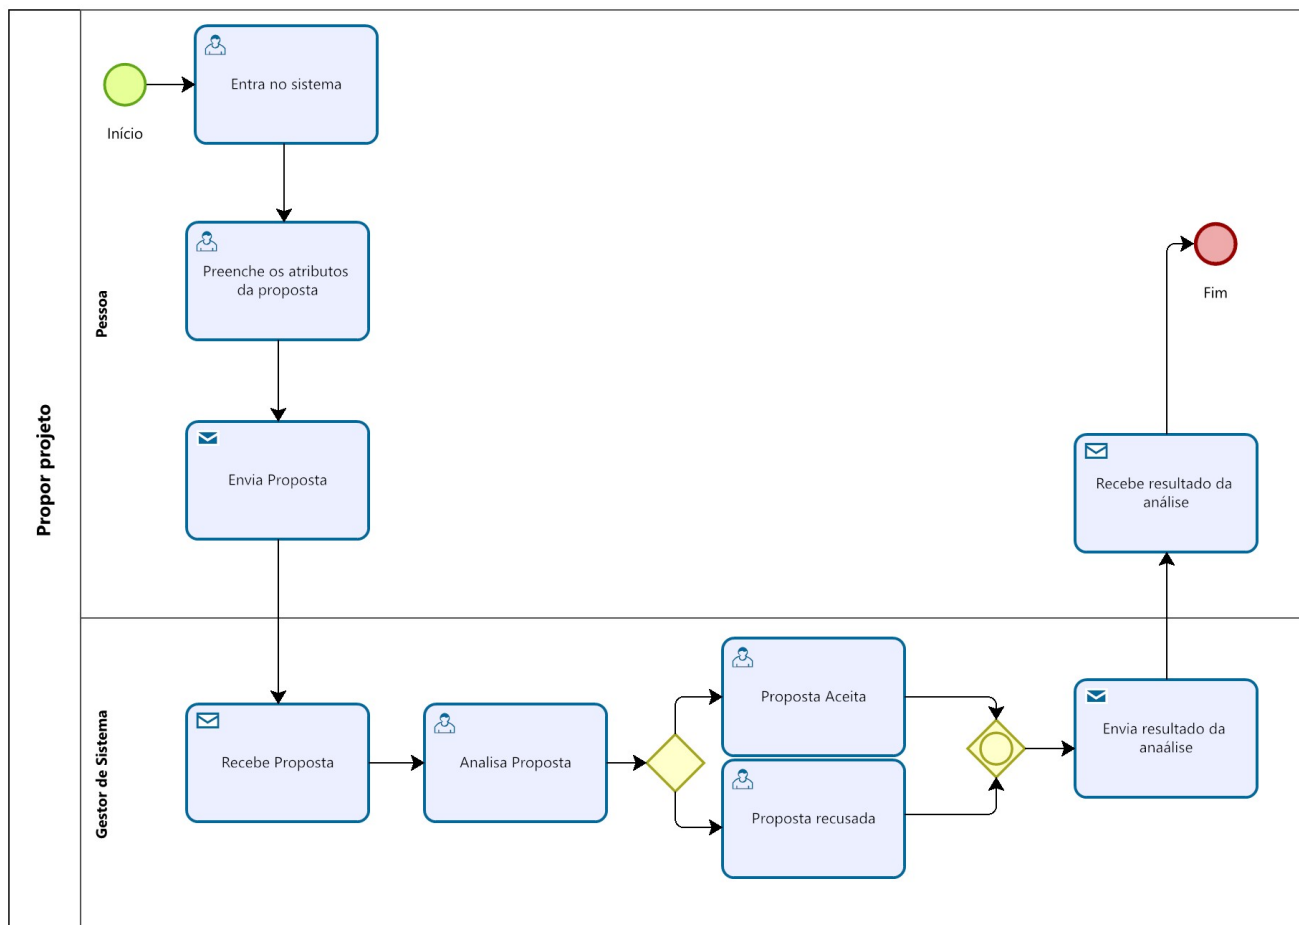 Propor projeto
Pessoa
Gestor de Sistema
Início
Entra no sistema
Preenche os atributos
da proposta
Envia Proposta
Recebe Proposta
Analisa Proposta
Proposta Aceita
Proposta recusada
Envia resultado da
anaálise
Recebe resultado da
análise
Fim